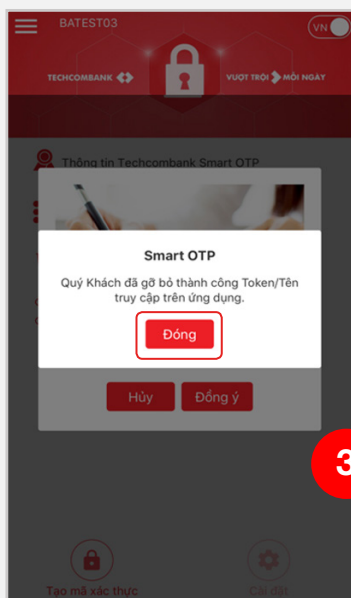 BATEST03
VN
TECHCOMBANK
VƯỢT TRỘI MỖI NGÀY
Thông tin Techcombank Smart OTP
Smart OTP
Quý Khách đã gỡ bỏ thành công Token/Tên
truy cập trên ứng dụng.
Đóng
Hủy Đồng ý
3
Tạo mã xác thực Cài đặt